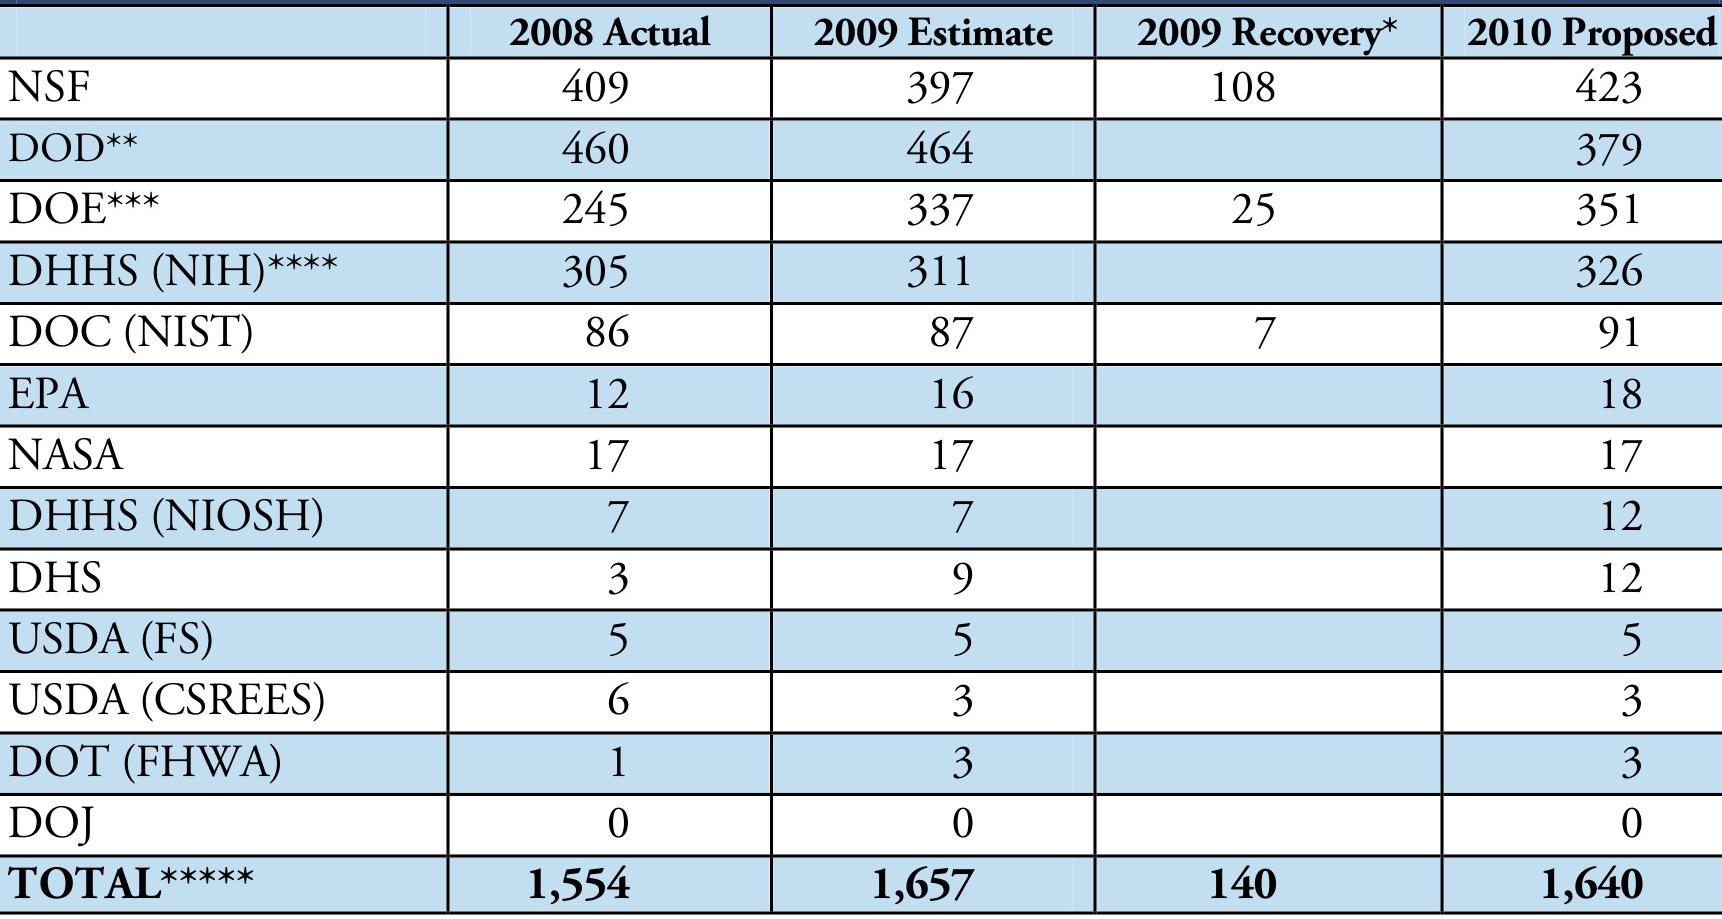 2008 Actual 2009 Estimate 2009 Recovery* 2010 Proposed
NSF 409 397 108 423
DOD** 460 464 379
DOE*** 245 337 25 351
DHHS (NIH)**** 305 311 326
DOC (NIST) 86 87 7 91
EPA 12 16 18
NASA 17 17 17
DHHS (NIOSH) 7 7 12
DHS 3 9 12
USDA (FS) 5 5 5
USDA (CSREES) 6 3 3
DOT (FHWA) 1 3 3
DOJ 0 0 0
TOTAL***** 1,554 1,657 140 1,640